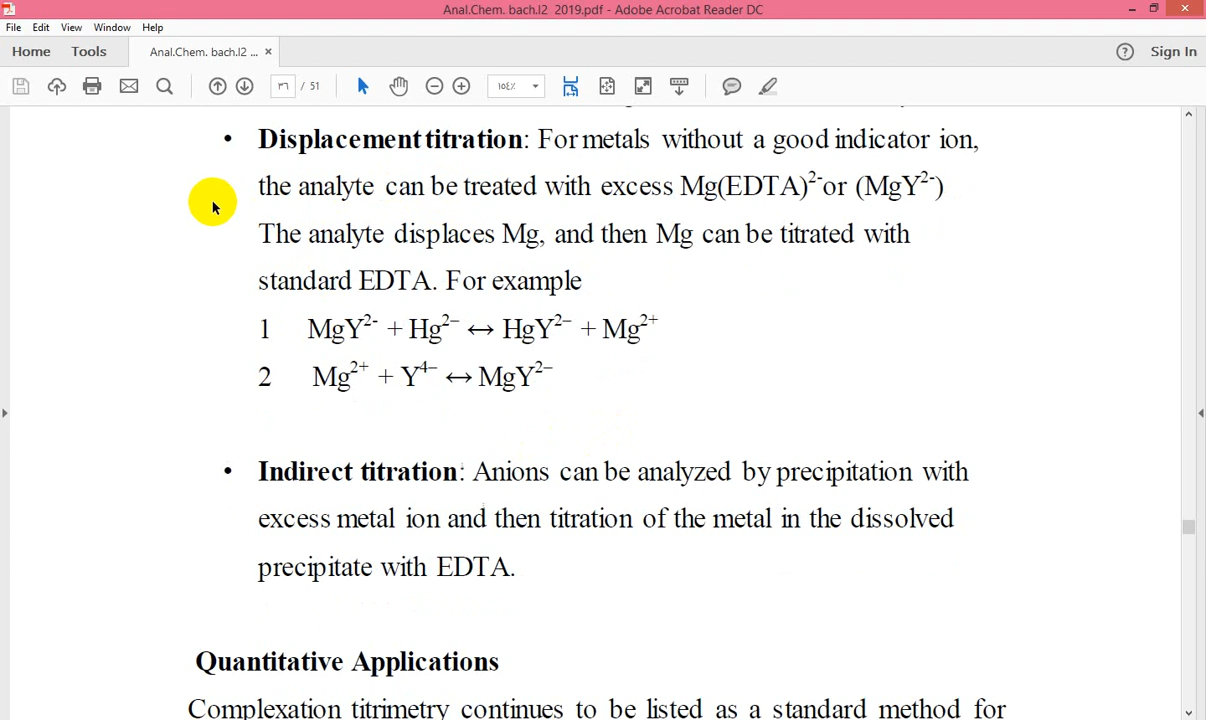 Anal.Chem. bach.l2 2019.pdf - Adobe Acrobat Reader DC
File Edit View Window Help
Home Tools Anal.Chem. bach.l2 ... × ? Sign In
٣٦ / 51 ١٥٤٪
• Displacement titration: For metals without a good indicator ion,
the analyte can be treated with excess Mg(EDTA)²⁻or (MgY²⁻)
The analyte displaces Mg, and then Mg can be titrated with
standard EDTA. For example
1 MgY²⁻ + Hg²⁻ ↔ HgY²⁻ + Mg²⁺
2 Mg²⁺ + Y⁴⁻ ↔ MgY²⁻
• Indirect titration: Anions can be analyzed by precipitation with
excess metal ion and then titration of the metal in the dissolved
precipitate with EDTA.
Quantitative Applications
Complexation titrimetry continues to be listed as a standard method for